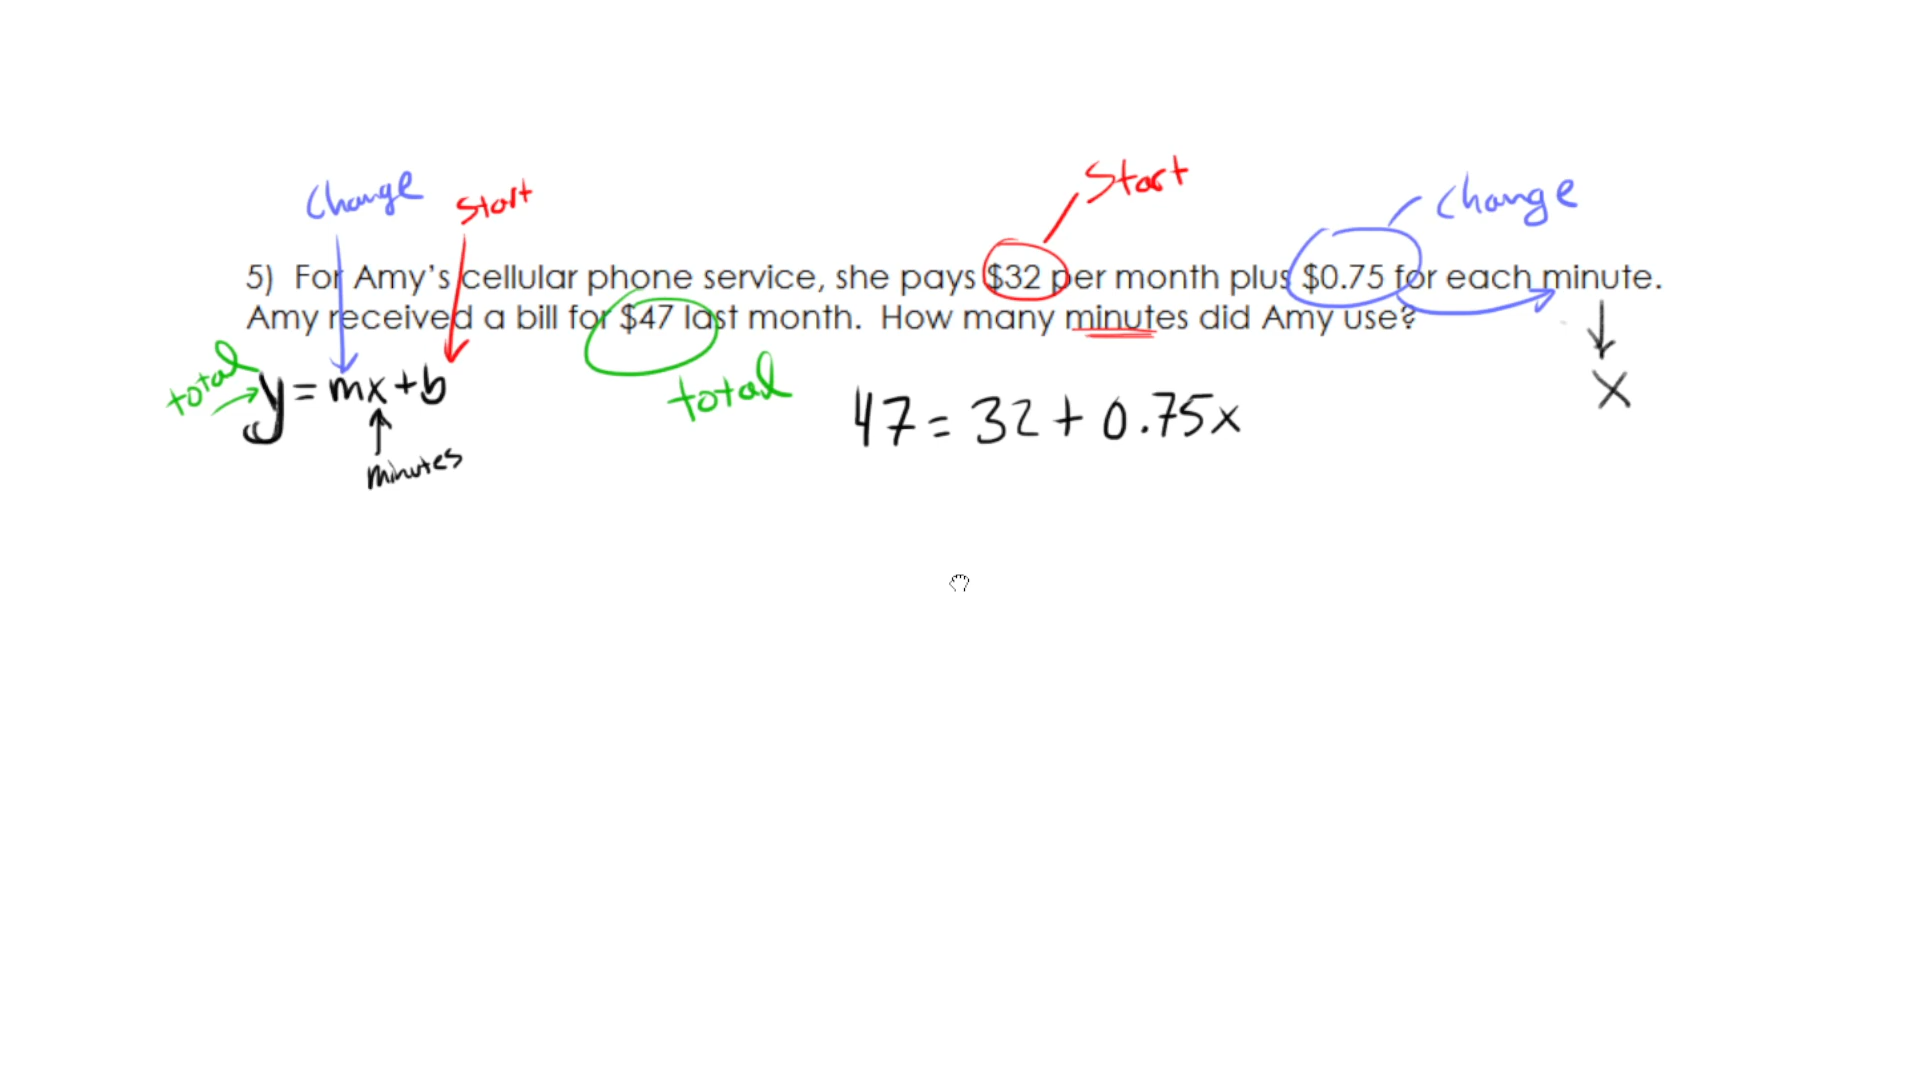 Change
Start
Start
Change
5) For Amy's cellular phone service, she pays $32 per month plus $0.75 for each minute.
Amy received a bill for $47 last month. How many minutes did Amy use?
total
y = mx + b
minutes
total
47 = 32 + 0.75x
x